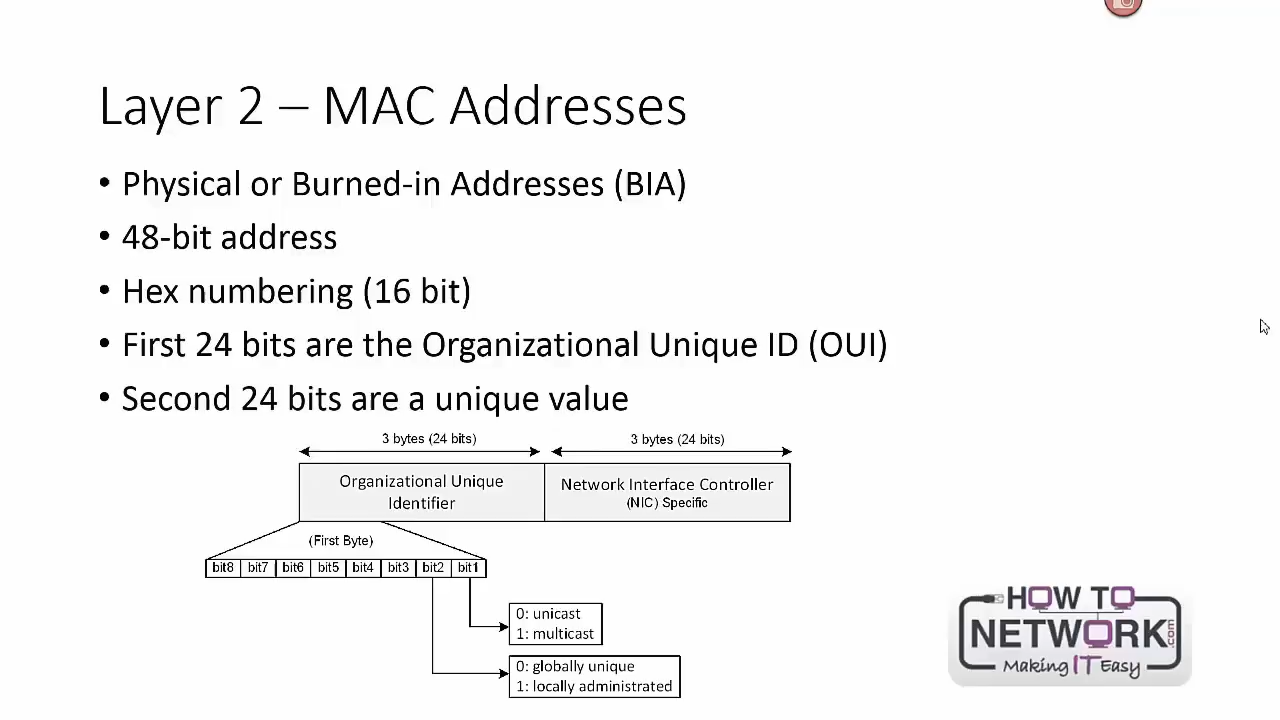 Layer 2 – MAC Addresses
• Physical or Burned-in Addresses (BIA)
• 48-bit address
• Hex numbering (16 bit)
• First 24 bits are the Organizational Unique ID (OUI)
• Second 24 bits are a unique value
3 bytes (24 bits) 3 bytes (24 bits)
Organizational Unique
Identifier
Network Interface Controller
(NIC) Specific
(First Byte)
bit8 bit7 bit6 bit5 bit4 bit3 bit2 bit1
0: unicast
1: multicast
0: globally unique
1: locally administrated
HOW TO
NETWORK.com
Making IT Easy